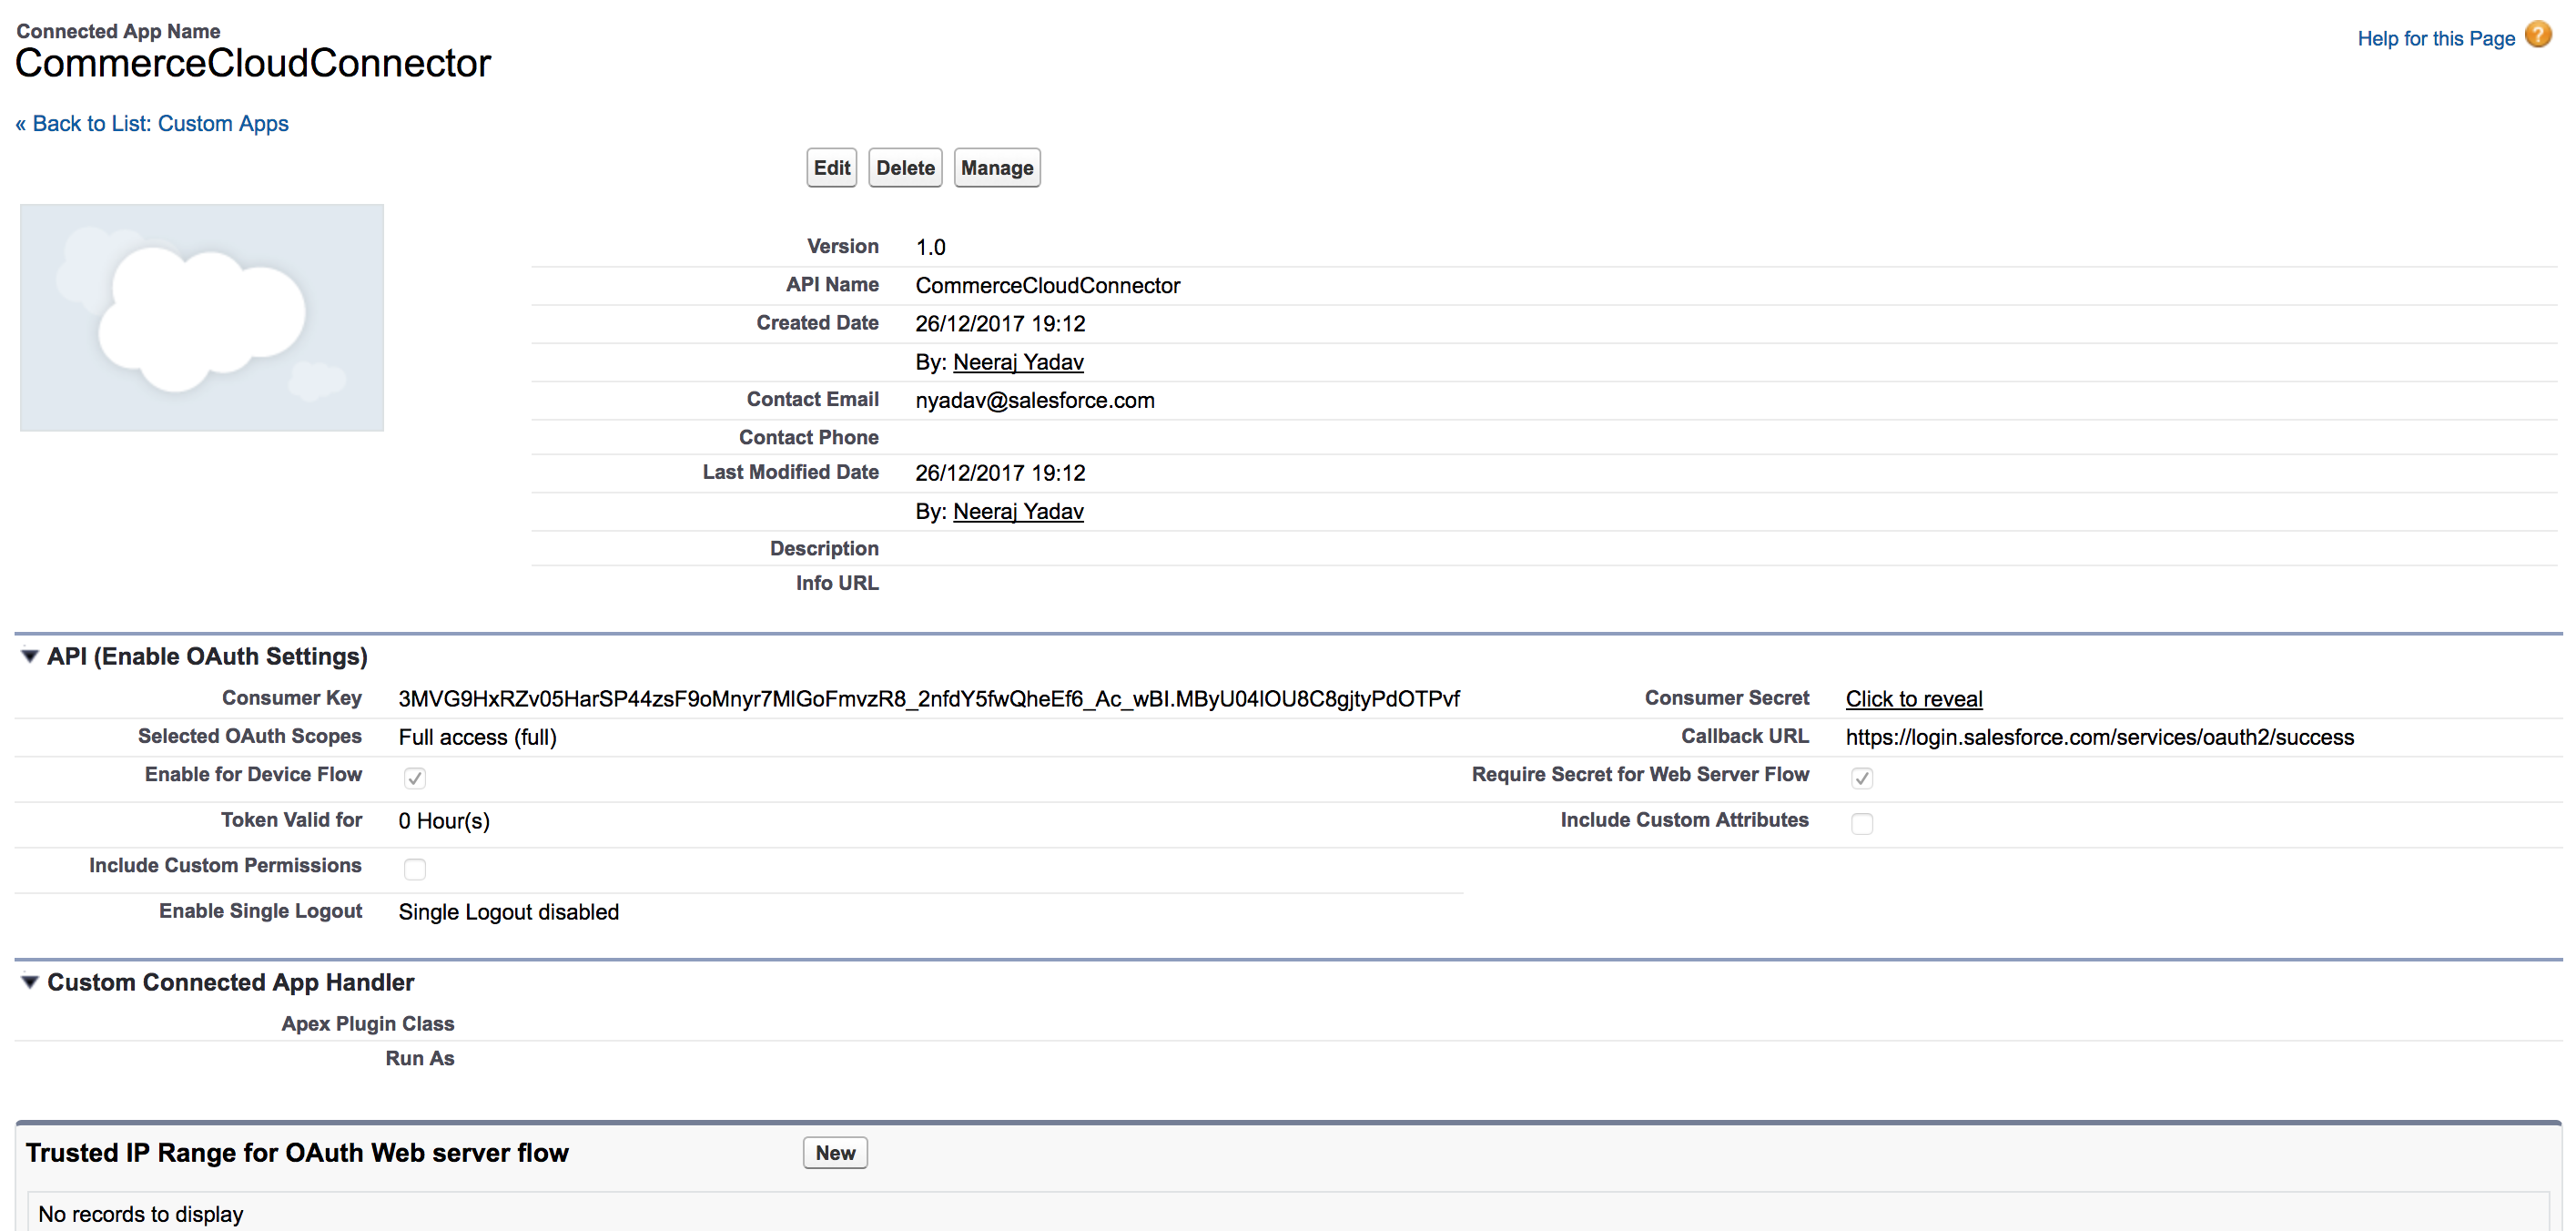 Connected App Name
CommerceCloudConnector
Help for this Page ?
« Back to List: Custom Apps
Edit Delete Manage
Version 1.0
API Name CommerceCloudConnector
Created Date 26/12/2017 19:12
By: Neeraj Yadav
Contact Email nyadav@salesforce.com
Contact Phone
Last Modified Date 26/12/2017 19:12
By: Neeraj Yadav
Description
Info URL
API (Enable OAuth Settings)
Consumer Key 3MVG9HxRZv05HarSP44zsF9oMnyr7MlGoFmvzR8_2nfdY5fwQheEf6_Ac_wBI.MByU04lOU8C8gjtyPdOTPvf Consumer Secret Click to reveal
Selected OAuth Scopes Full access (full) Callback URL https://login.salesforce.com/services/oauth2/success
Enable for Device Flow Require Secret for Web Server Flow
Token Valid for 0 Hour(s) Include Custom Attributes
Include Custom Permissions
Enable Single Logout Single Logout disabled
Custom Connected App Handler
Apex Plugin Class
Run As
Trusted IP Range for OAuth Web server flow New
No records to display